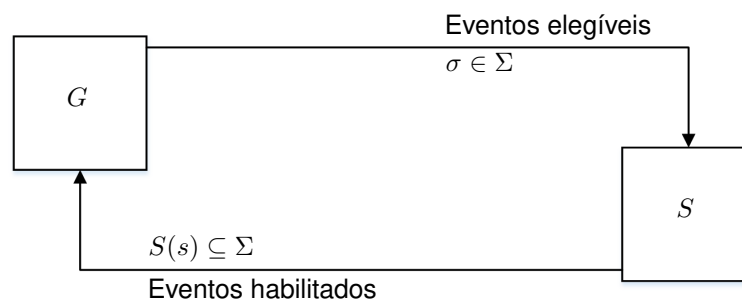 Eventos elegíveis
σ ∈ Σ
G
S
S(s) ⊆ Σ
Eventos habilitados